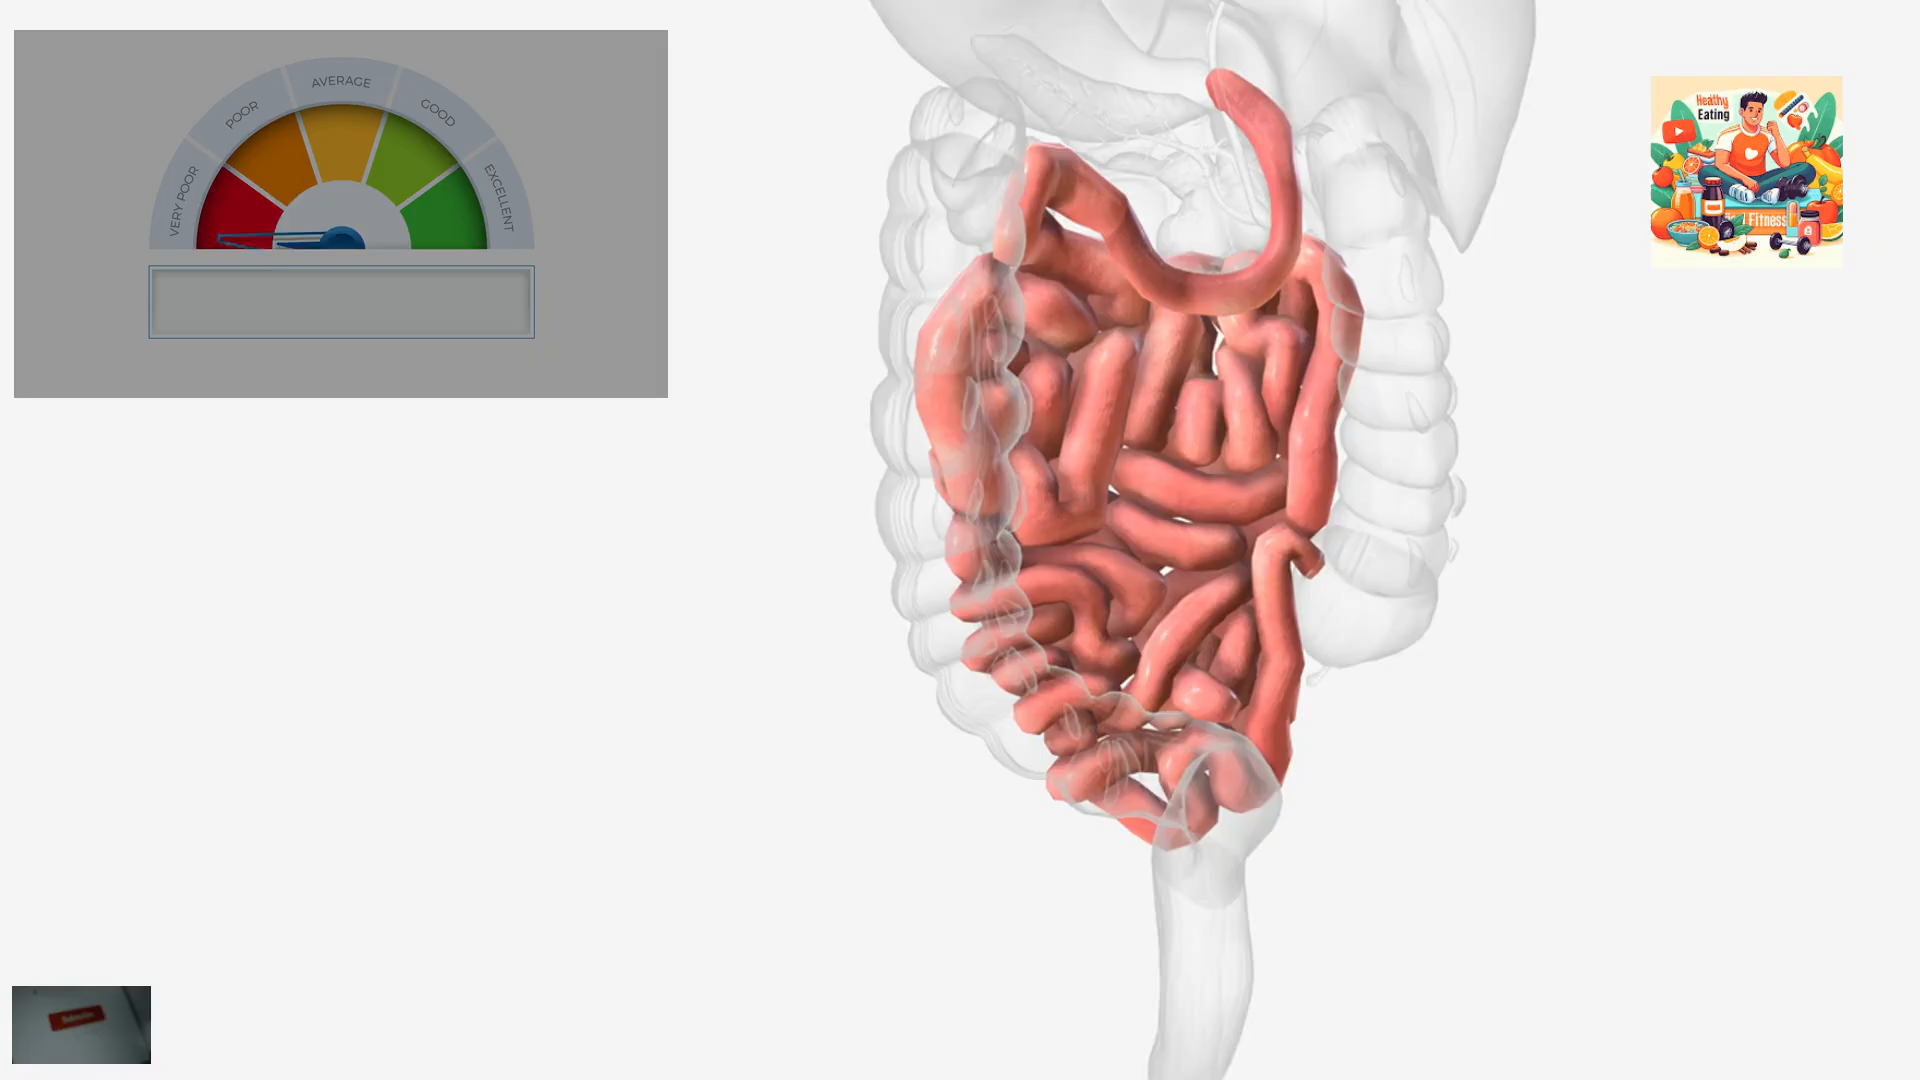 VERY POOR
POOR
AVERAGE
GOOD
EXCELLENT
Healthy
Eating
Fitness